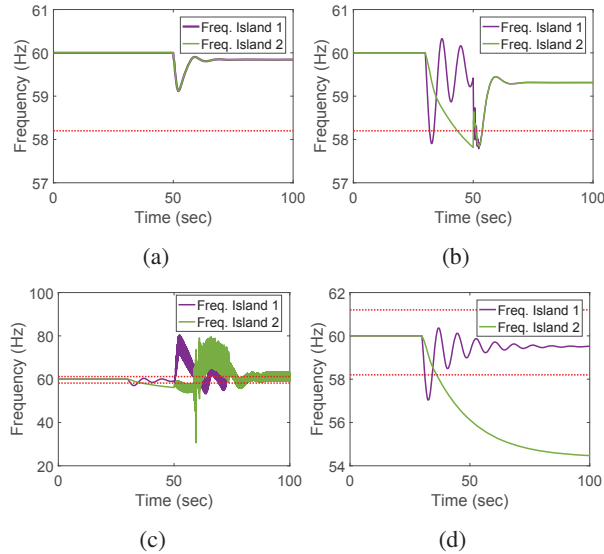 Freq. Island 1
Freq. Island 2
61
60
59
58
57
0
50
100
Frequency (Hz)
Time (sec)
(a)
Freq. Island 1
Freq. Island 2
61
60
59
58
57
0
50
100
Frequency (Hz)
Time (sec)
(b)
Freq. Island 1
Freq. Island 2
100
80
60
40
20
0
50
100
Frequency (Hz)
Time (sec)
(c)
Freq. Island 1
Freq. Island 2
62
60
58
56
54
0
50
100
Frequency (Hz)
Time (sec)
(d)